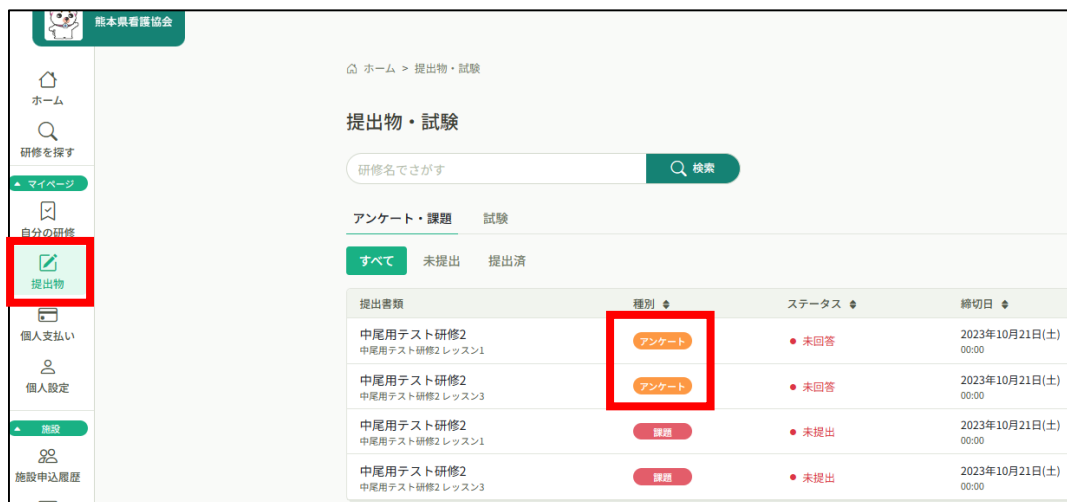 熊本県看護協会
ホーム
研修を探す
マイページ
自分の研修
提出物
個人支払い
個人設定
施設
施設申込履歴
ホーム > 提出物・試験
提出物・試験
研修名でさがす
検索
アンケート・課題 試験
すべて 未提出 提出済
提出書類 種別 ステータス 締切日
中尾用テスト研修2 アンケート 未回答 2023年10月21日(土)
中尾用テスト研修2 レッスン1 00:00
中尾用テスト研修2 アンケート 未回答 2023年10月21日(土)
中尾用テスト研修2 レッスン3 00:00
中尾用テスト研修2 課題 未提出 2023年10月21日(土)
中尾用テスト研修2 レッスン1 00:00
中尾用テスト研修2 課題 未提出 2023年10月21日(土)
中尾用テスト研修2 レッスン3 00:00